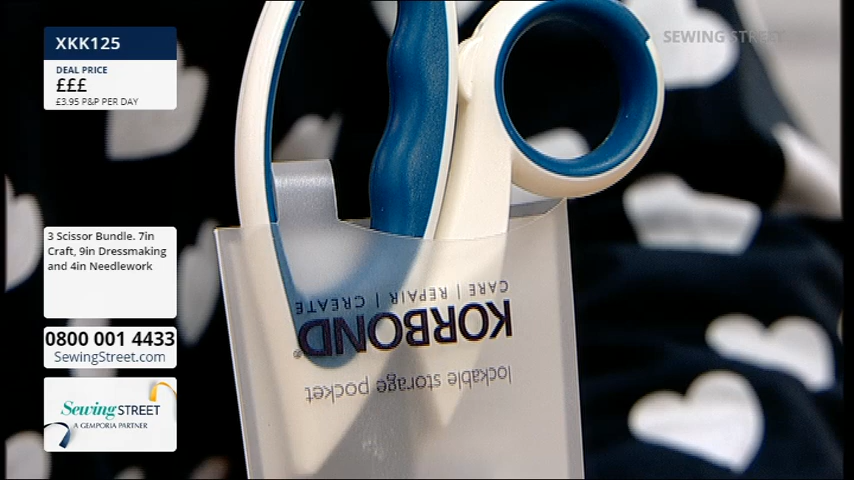 XKK125
DEAL PRICE
£££
£3.95 P&P PER DAY
3 Scissor Bundle. 7in
Craft, 9in Dressmaking
and 4in Needlework
0800 001 4433
SewingStreet.com
Sewing STREET
A GEMPORIA PARTNER
SEWING STREET
lockable storage pocket
KORBOND®
CARE | REPAIR | CREATE